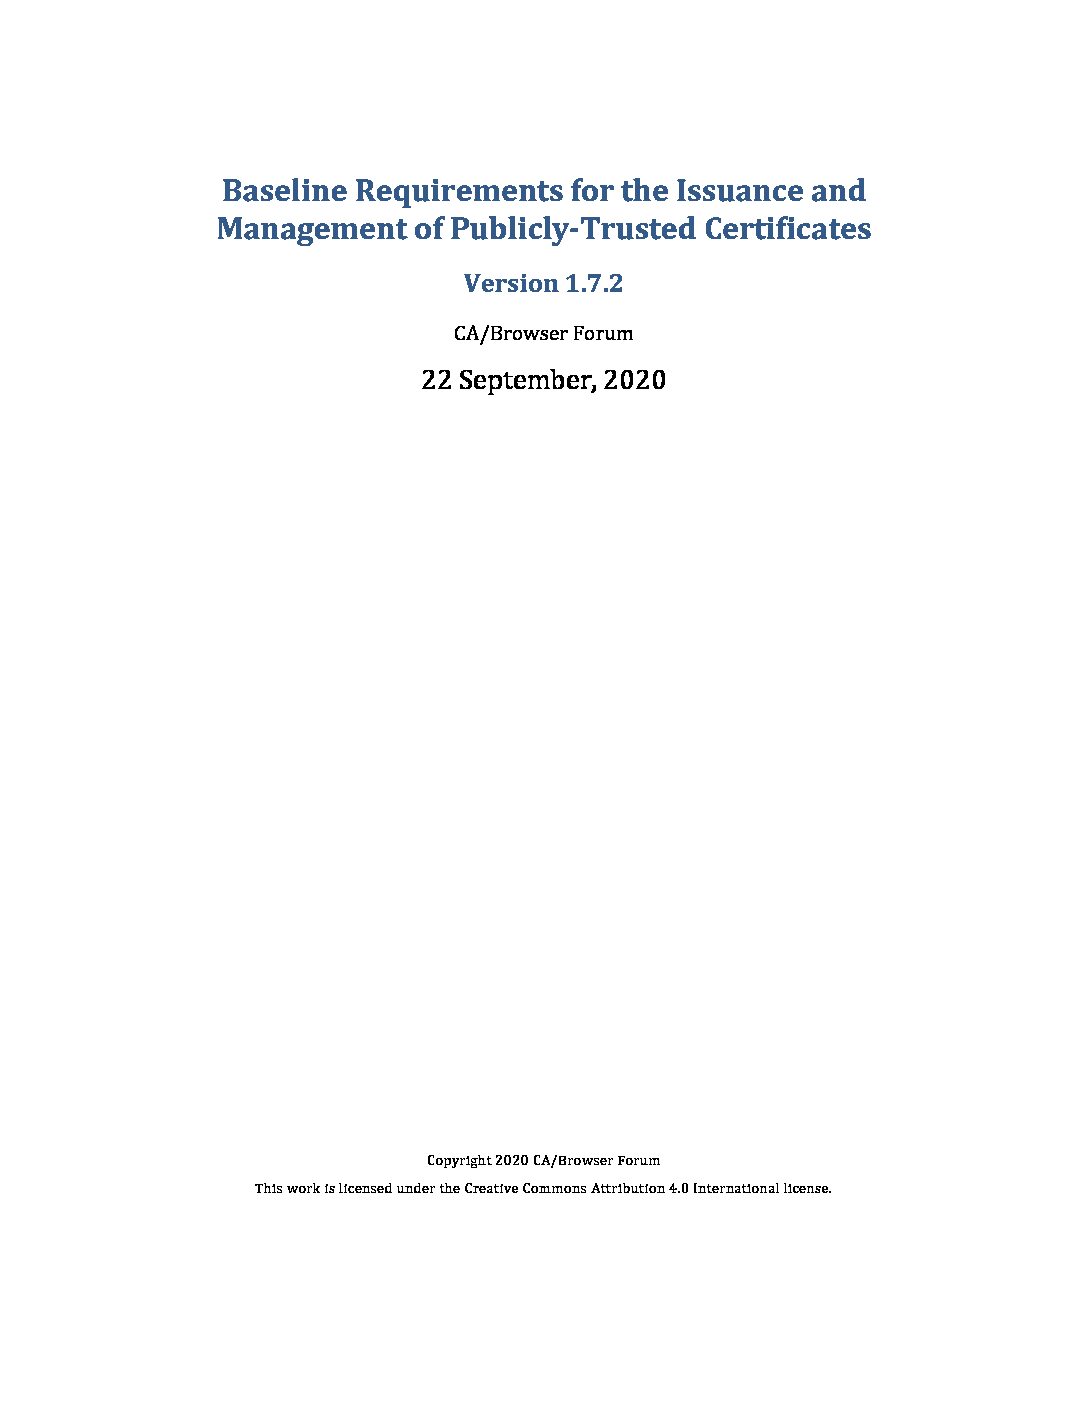 Baseline Requirements for the Issuance and
Management of Publicly-Trusted Certificates
Version 1.7.2
CA/Browser Forum
22 September, 2020
Copyright 2020 CA/Browser Forum
This work is licensed under the Creative Commons Attribution 4.0 International license.